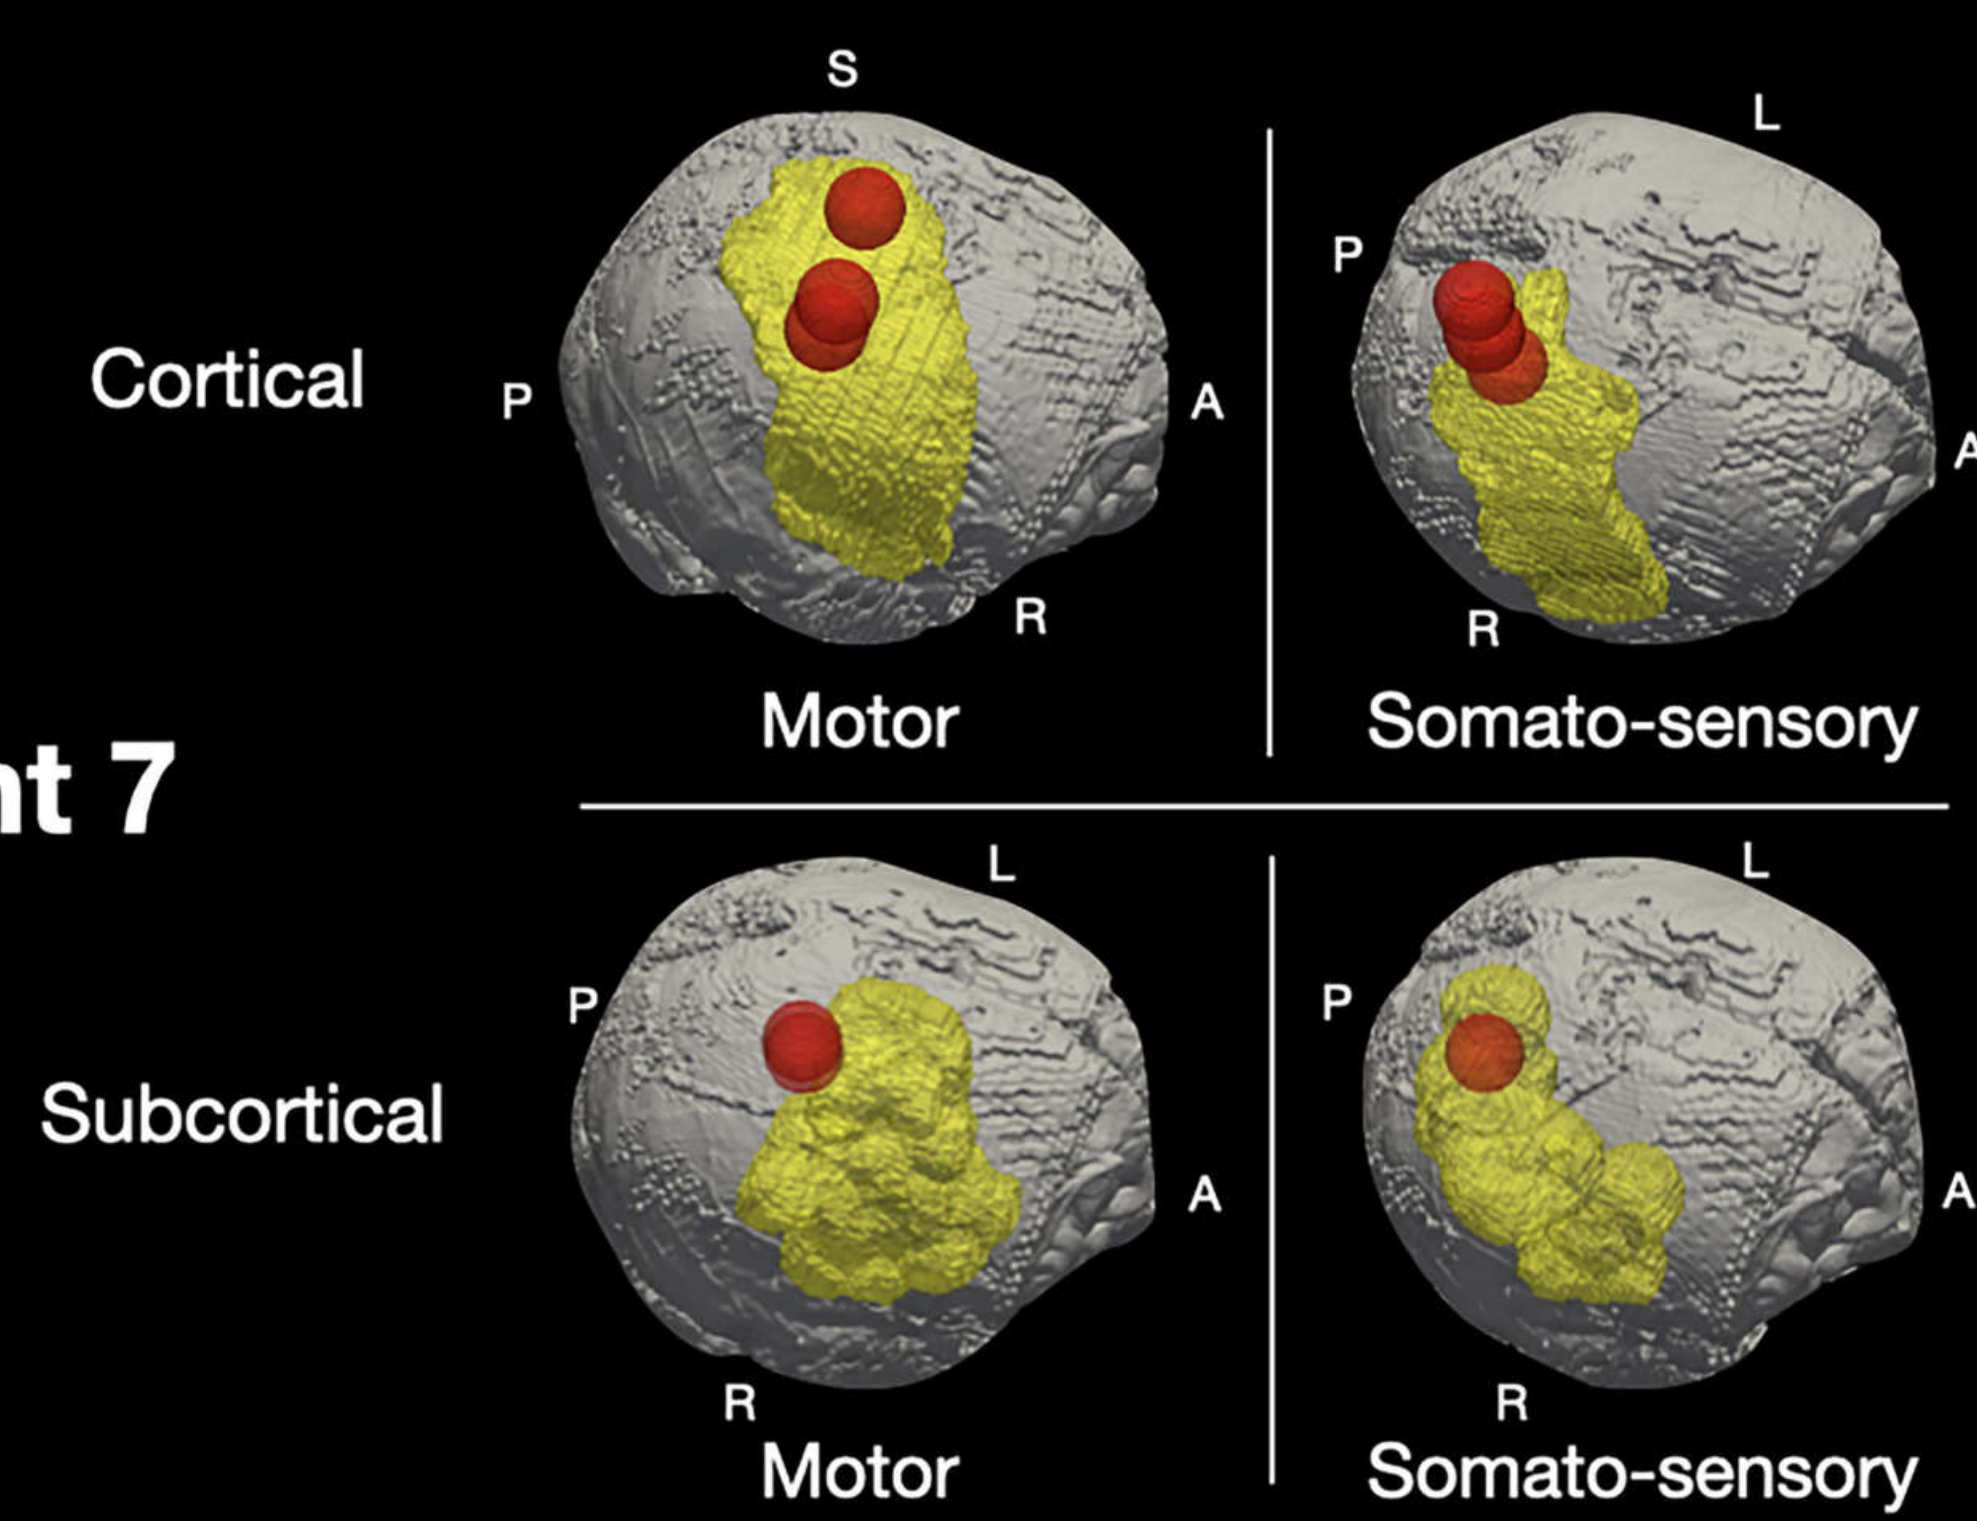 S
L
P
Cortical
P
A
A
R
R
Motor
Somato-sensory
nt 7
L
L
P
P
Subcortical
A
A
R
R
Motor
Somato-sensory